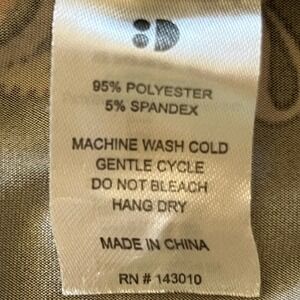 95% POLYESTER
5% SPANDEX
MACHINE WASH COLD
GENTLE CYCLE
DO NOT BLEACH
HANG DRY
MADE IN CHINA
RN # 143010